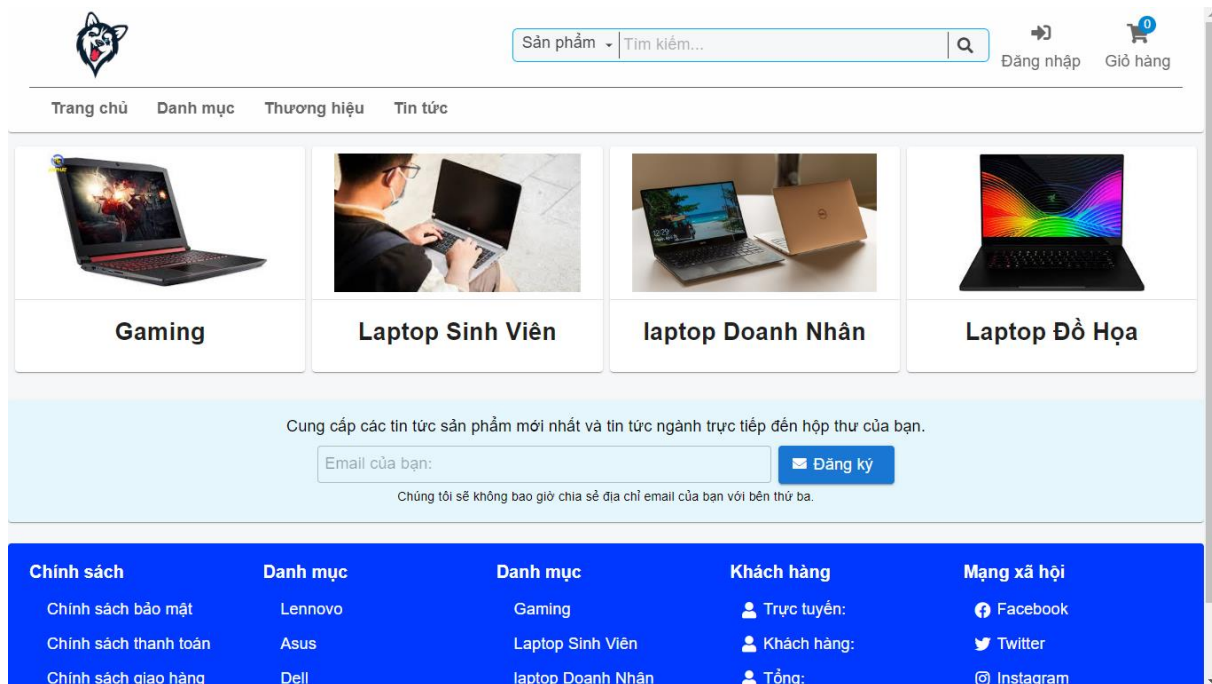 Sản phẩm
Tìm kiếm...
Đăng nhập
0
Giỏ hàng
Trang chủ
Danh mục
Thương hiệu
Tin tức
Gaming
Laptop Sinh Viên
laptop Doanh Nhân
Laptop Đồ Họa
Cung cấp các tin tức sản phẩm mới nhất và tin tức ngành trực tiếp đến hộp thư của bạn.
Email của bạn:
Đăng ký
Chúng tôi sẽ không bao giờ chia sẻ địa chỉ email của bạn với bên thứ ba.
Chính sách
Chính sách bảo mật
Chính sách thanh toán
Chính sách giao hàng
Danh mục
Lennovo
Asus
Dell
Danh mục
Gaming
Laptop Sinh Viên
laptop Doanh Nhân
Khách hàng
Trực tuyến:
Khách hàng:
Tổng:
Mạng xã hội
Facebook
Twitter
Instagram